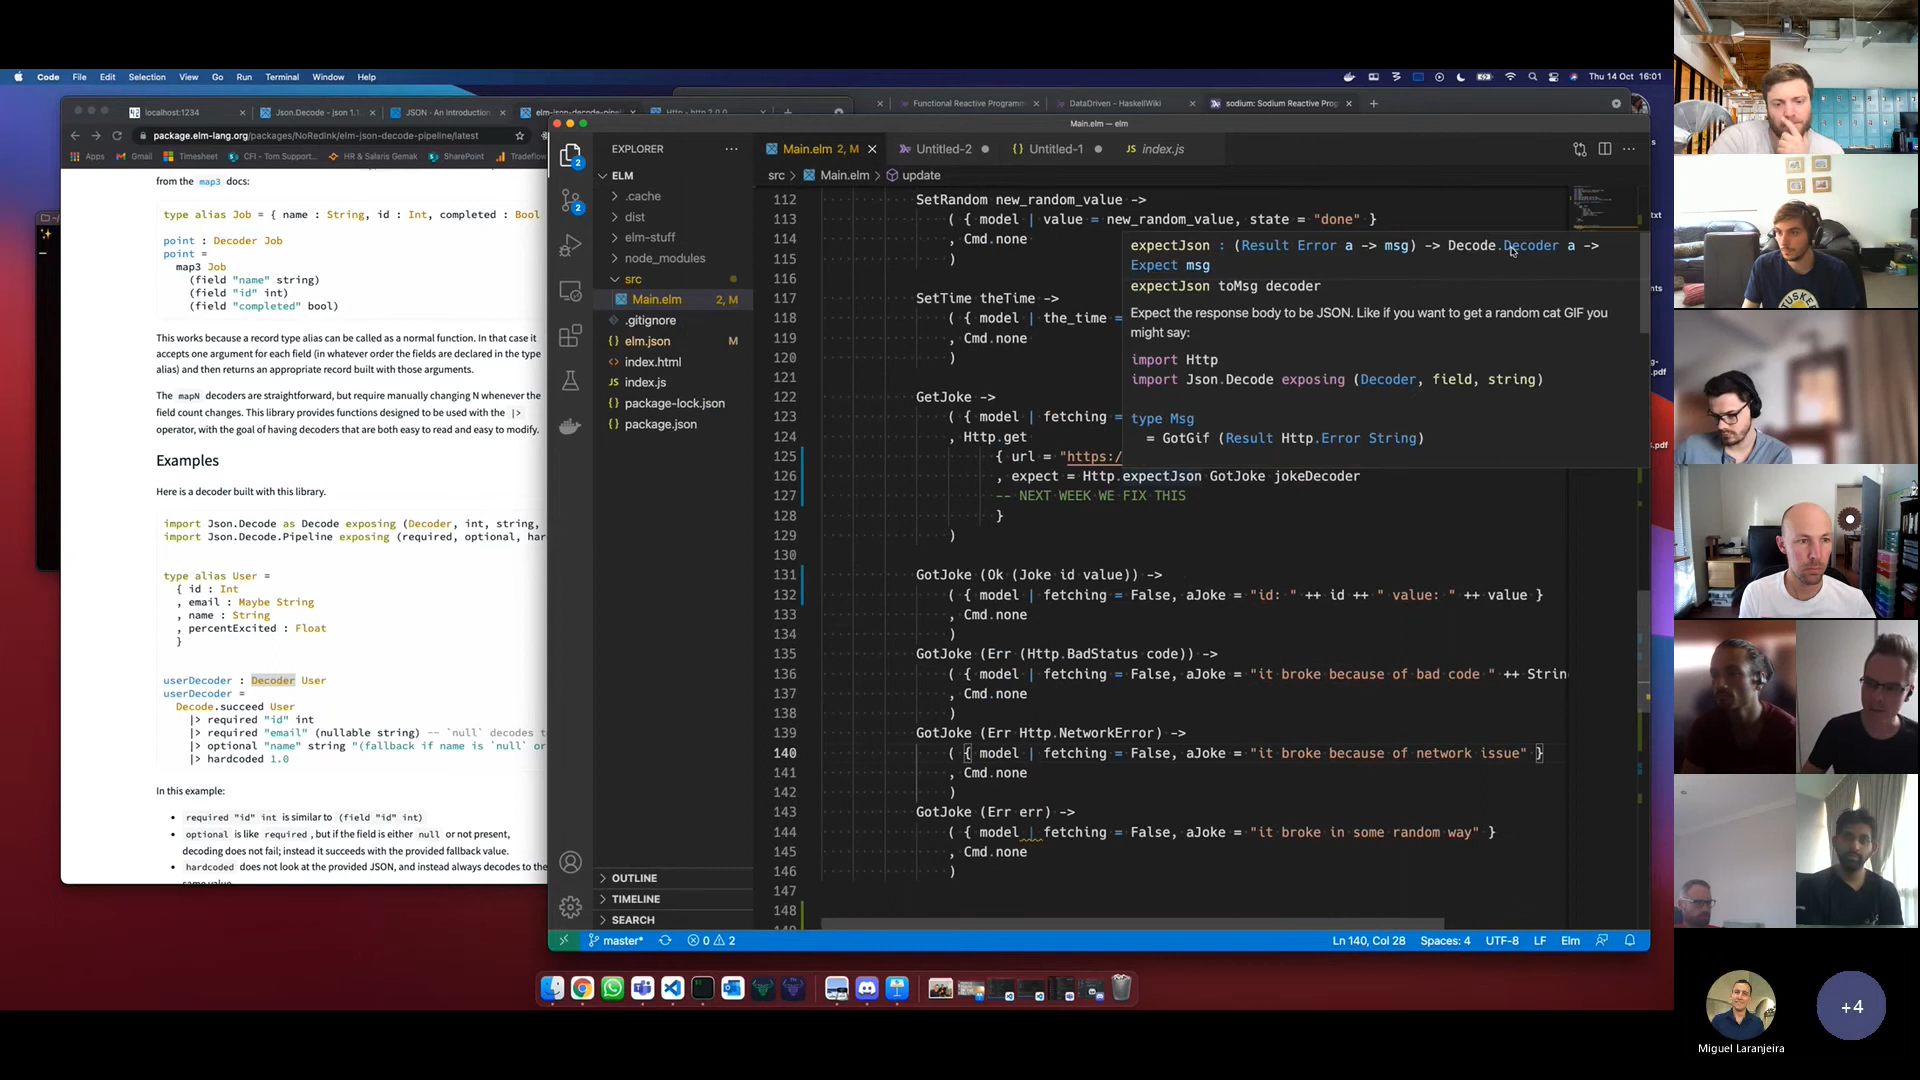 Code File Edit Selection View Go Run Terminal Window Help
Thu 14 Oct 16:01
localhost:1234
Json.Decode - json 1.1.
JSON - An Introduction
elm-json-decode-pipeli
Http - http 2.0.0
package.elm-lang.org/packages/NoRedInk/elm-json-decode-pipeline/latest
Apps Gmail Timesheet CFI - Tom Support... HR & Salaris Gemak SharePoint Tradeflow
from the map3 docs:
type alias Job = { name : String, id : Int, completed : Bool
point : Decoder Job
point =
map3 Job
(field "name" string)
(field "id" int)
(field "completed" bool)
This works because a record type alias can be called as a normal function. In that case it
accepts one argument for each field (in whatever order the fields are declared in the type
alias) and then returns an appropriate record built with those arguments.
The mapN decoders are straightforward, but require manually changing N whenever the
field count changes. This library provides functions designed to be used with the |>
operator, with the goal of having decoders that are both easy to read and easy to modify.
Examples
Here is a decoder built with this library.
import Json.Decode as Decode exposing (Decoder, int, string,
import Json.Decode.Pipeline exposing (required, optional, har
type alias User =
{ id : Int
, email : Maybe String
, name : String
, percentExcited : Float
}
userDecoder : Decoder User
userDecoder =
Decode.succeed User
|> required "id" int
|> required "email" (nullable string) -- `null` decodes t
|> optional "name" string "(fallback if name is `null` or
|> hardcoded 1.0
In this example:
• required "id" int is similar to (field "id" int)
• optional is like required , but if the field is either null or not present,
decoding does not fail; instead it succeeds with the provided fallback value.
• hardcoded does not look at the provided JSON, and instead always decodes to the
Functional Reactive Programm
DataDriven - HaskellWiki
sodium: Sodium Reactive Prog
Main.elm — elm
EXPLORER
ELM
.cache
dist
elm-stuff
node_modules
src
Main.elm 2, M
.gitignore
elm.json M
index.html
index.js
package-lock.json
package.json
OUTLINE
TIMELINE
SEARCH
Main.elm 2, M
Untitled-2
Untitled-1
index.js
src > Main.elm > update
112 SetRandom new_random_value ->
113 ( { model | value = new_random_value, state = "done" }
114 , Cmd.none
115 )
116
117 SetTime theTime ->
118 ( { model | the_time =
119 , Cmd.none
120 )
121
122 GetJoke ->
123 ( { model | fetching =
124 , Http.get
125 { url = "https:/
126 , expect = Http.expectJson GotJoke jokeDecoder
127 -- NEXT WEEK WE FIX THIS
128 }
129 )
130
131 GotJoke (Ok (Joke id value)) ->
132 ( { model | fetching = False, aJoke = "id: " ++ id ++ " value: " ++ value }
133 , Cmd.none
134 )
135 GotJoke (Err (Http.BadStatus code)) ->
136 ( { model | fetching = False, aJoke = "it broke because of bad code " ++ Strin
137 , Cmd.none
138 )
139 GotJoke (Err Http.NetworkError) ->
140 ( { model | fetching = False, aJoke = "it broke because of network issue" }
141 , Cmd.none
142 )
143 GotJoke (Err err) ->
144 ( { model | fetching = False, aJoke = "it broke in some random way" }
145 , Cmd.none
146 )
147
148
expectJson : (Result Error a -> msg) -> Decode.Decoder a ->
Expect msg
expectJson toMsg decoder
Expect the response body to be JSON. Like if you want to get a random cat GIF you
might say:
import Http
import Json.Decode exposing (Decoder, field, string)
type Msg
= GotGif (Result Http.Error String)
master* 0 2
Ln 140, Col 28 Spaces: 4 UTF-8 LF Elm
Miguel Laranjeira
+4